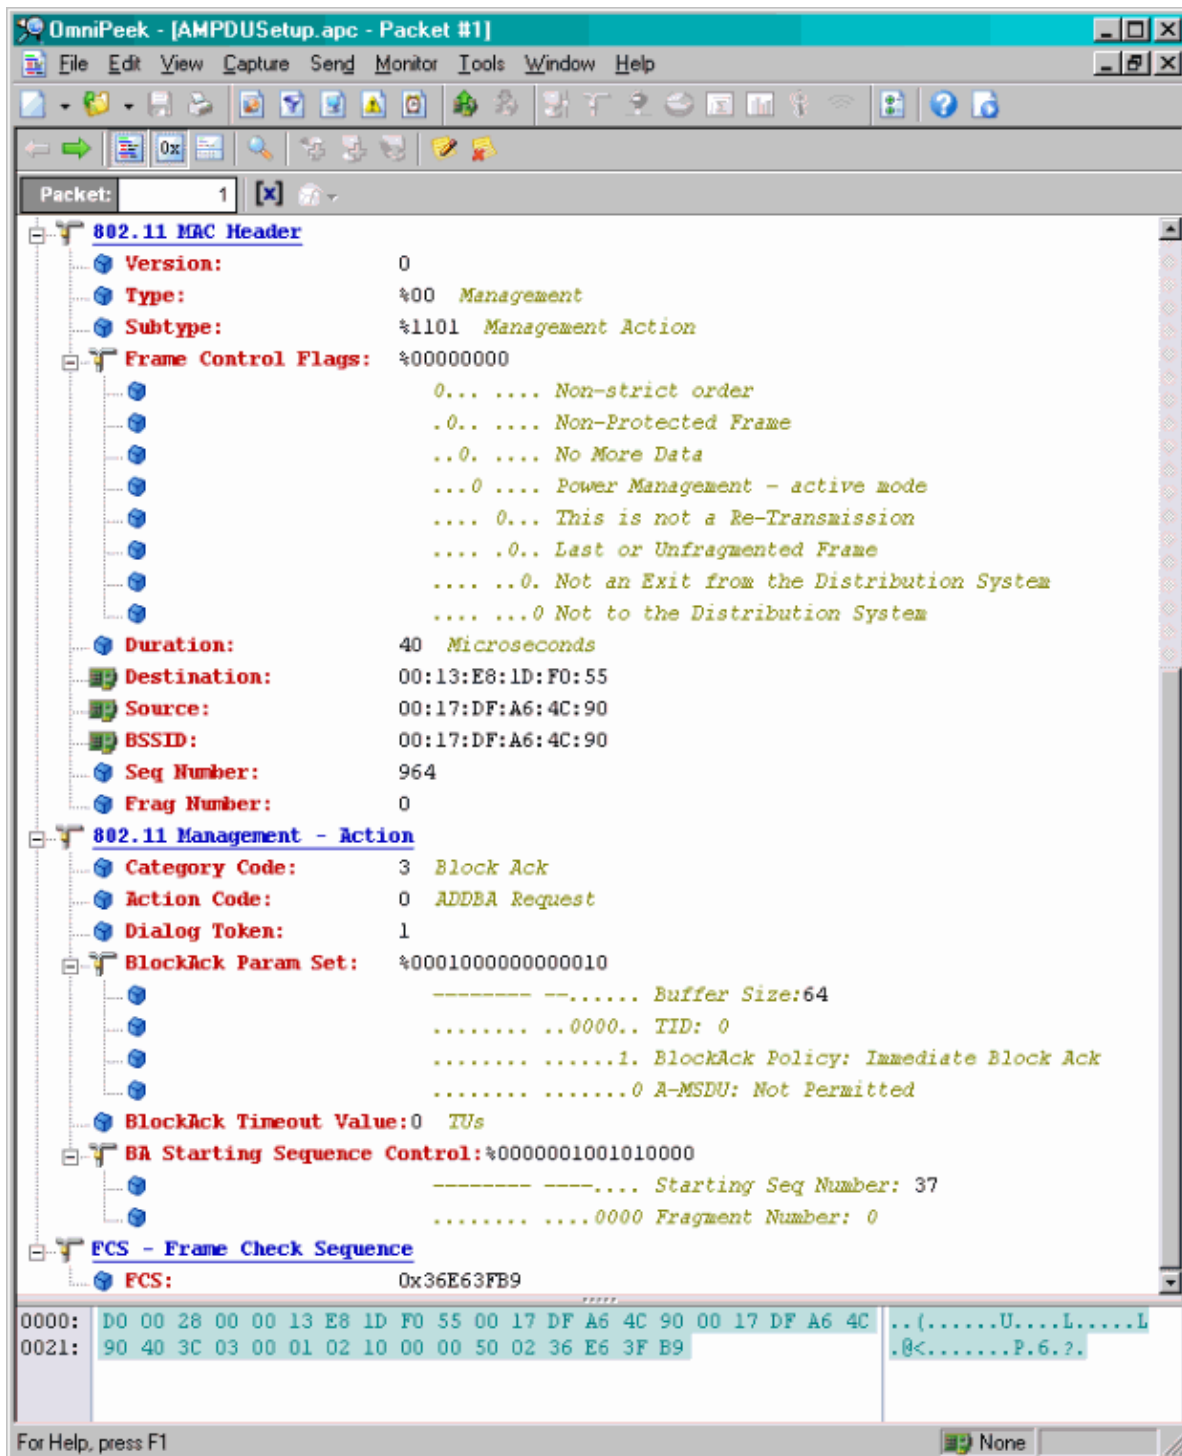 OmniPeek - [AMPDUSetup.apc - Packet #1]
File Edit View Capture Send Monitor Tools Window Help
0x
Packet: 1 [x]
802.11 MAC Header
Version: 0
Type: %00 Management
Subtype: %1101 Management Action
Frame Control Flags: %00000000
0... .... Non-strict order
.0.. .... Non-Protected Frame
..0. .... No More Data
...0 .... Power Management - active mode
.... 0... This is not a Re-Transmission
.... .0.. Last or Unfragmented Frame
.... ..0. Not an Exit from the Distribution System
.... ...0 Not to the Distribution System
Duration: 40 Microseconds
Destination: 00:13:E8:1D:F0:55
Source: 00:17:DF:A6:4C:90
BSSID: 00:17:DF:A6:4C:90
Seq Number: 964
Frag Number: 0
802.11 Management - Action
Category Code: 3 Block Ack
Action Code: 0 ADDBA Request
Dialog Token: 1
BlockAck Param Set: %0001000000000010
-------- --...... Buffer Size:64
........ ..0000.. TID: 0
........ ......1. BlockAck Policy: Immediate Block Ack
........ .......0 A-MSDU: Not Permitted
BlockAck Timeout Value:0 TUs
BA Starting Sequence Control:%0000001001010000
-------- ----.... Starting Seq Number: 37
........ ....0000 Fragment Number: 0
FCS - Frame Check Sequence
FCS: 0x36E63FB9
0000: D0 00 28 00 00 13 E8 1D F0 55 00 17 DF A6 4C 90 00 17 DF A6 4C ..(......U....L.....L
0021: 90 40 3C 03 00 01 02 10 00 00 50 02 36 E6 3F B9 .@<.......P.6.?.
For Help, press F1 None